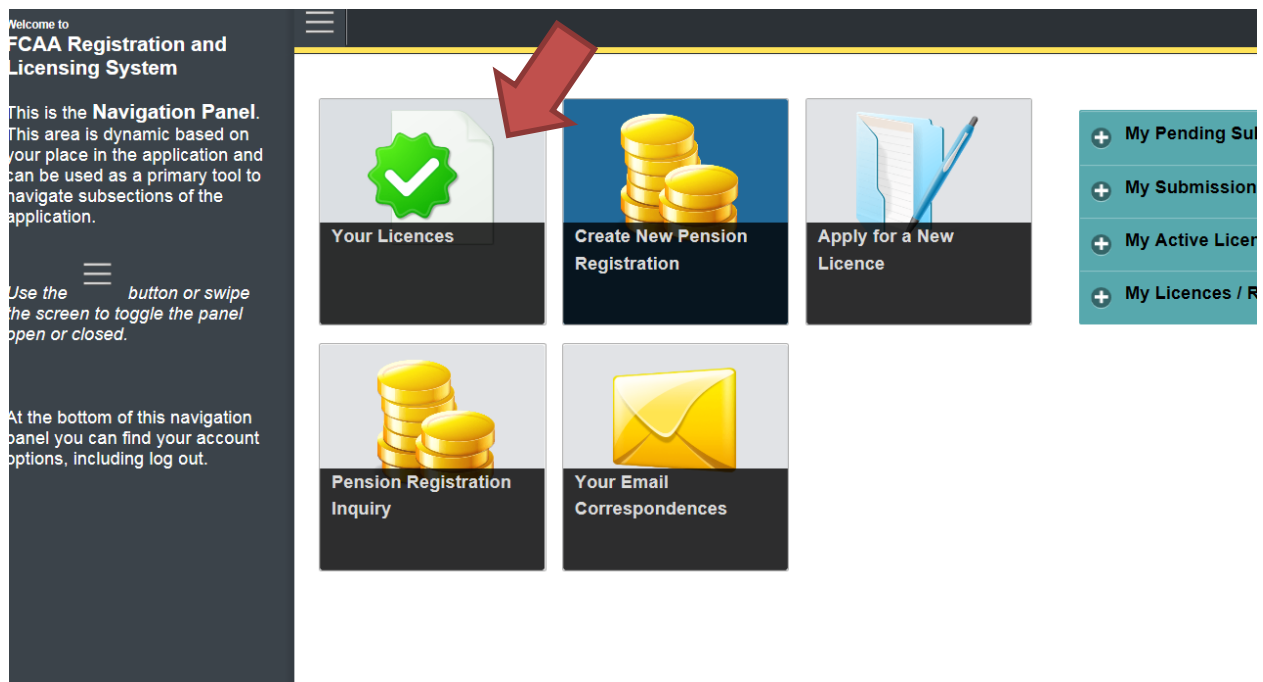 Welcome to
FCAA Registration and
Licensing System
This is the Navigation Panel.
This area is dynamic based on
your place in the application and
can be used as a primary tool to
navigate subsections of the
application.
Use the button or swipe
the screen to toggle the panel
open or closed.
At the bottom of this navigation
panel you can find your account
options, including log out.
Your Licences
Create New Pension
Registration
Apply for a New
Licence
Pension Registration
Inquiry
Your Email
Correspondences
My Pending
My Submission
My Active
My Licences /